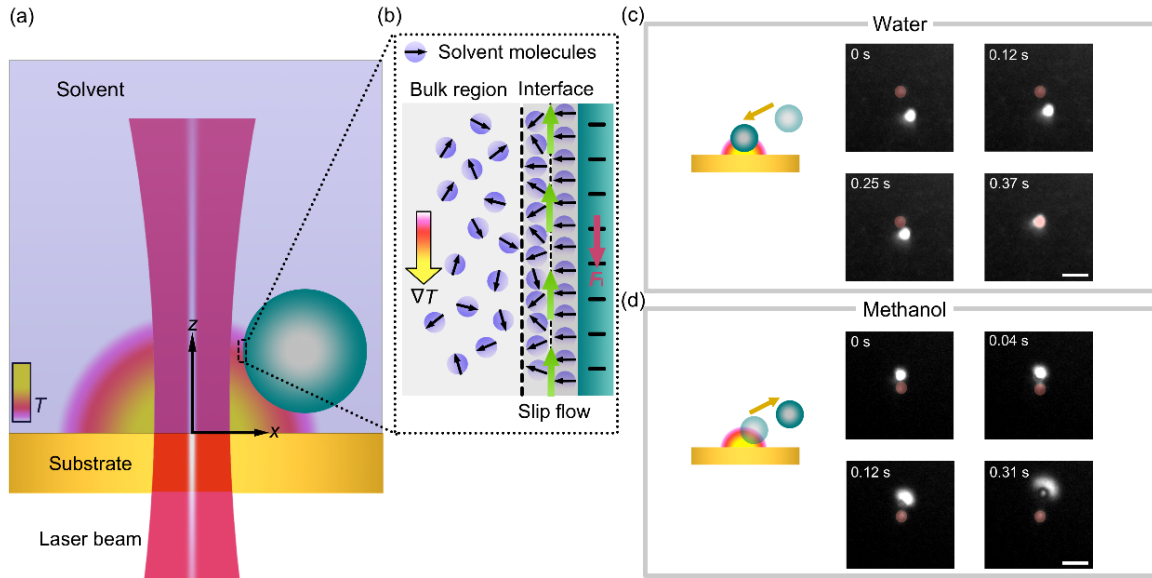 (a)
Solvent
z
x
T
Substrate
Laser beam
(b)
Solvent molecules
Bulk region
Interface
∇T
Slip flow
(c)
Water
0 s
0.12 s
0.25 s
0.37 s
(d)
Methanol
0 s
0.04 s
0.12 s
0.31 s